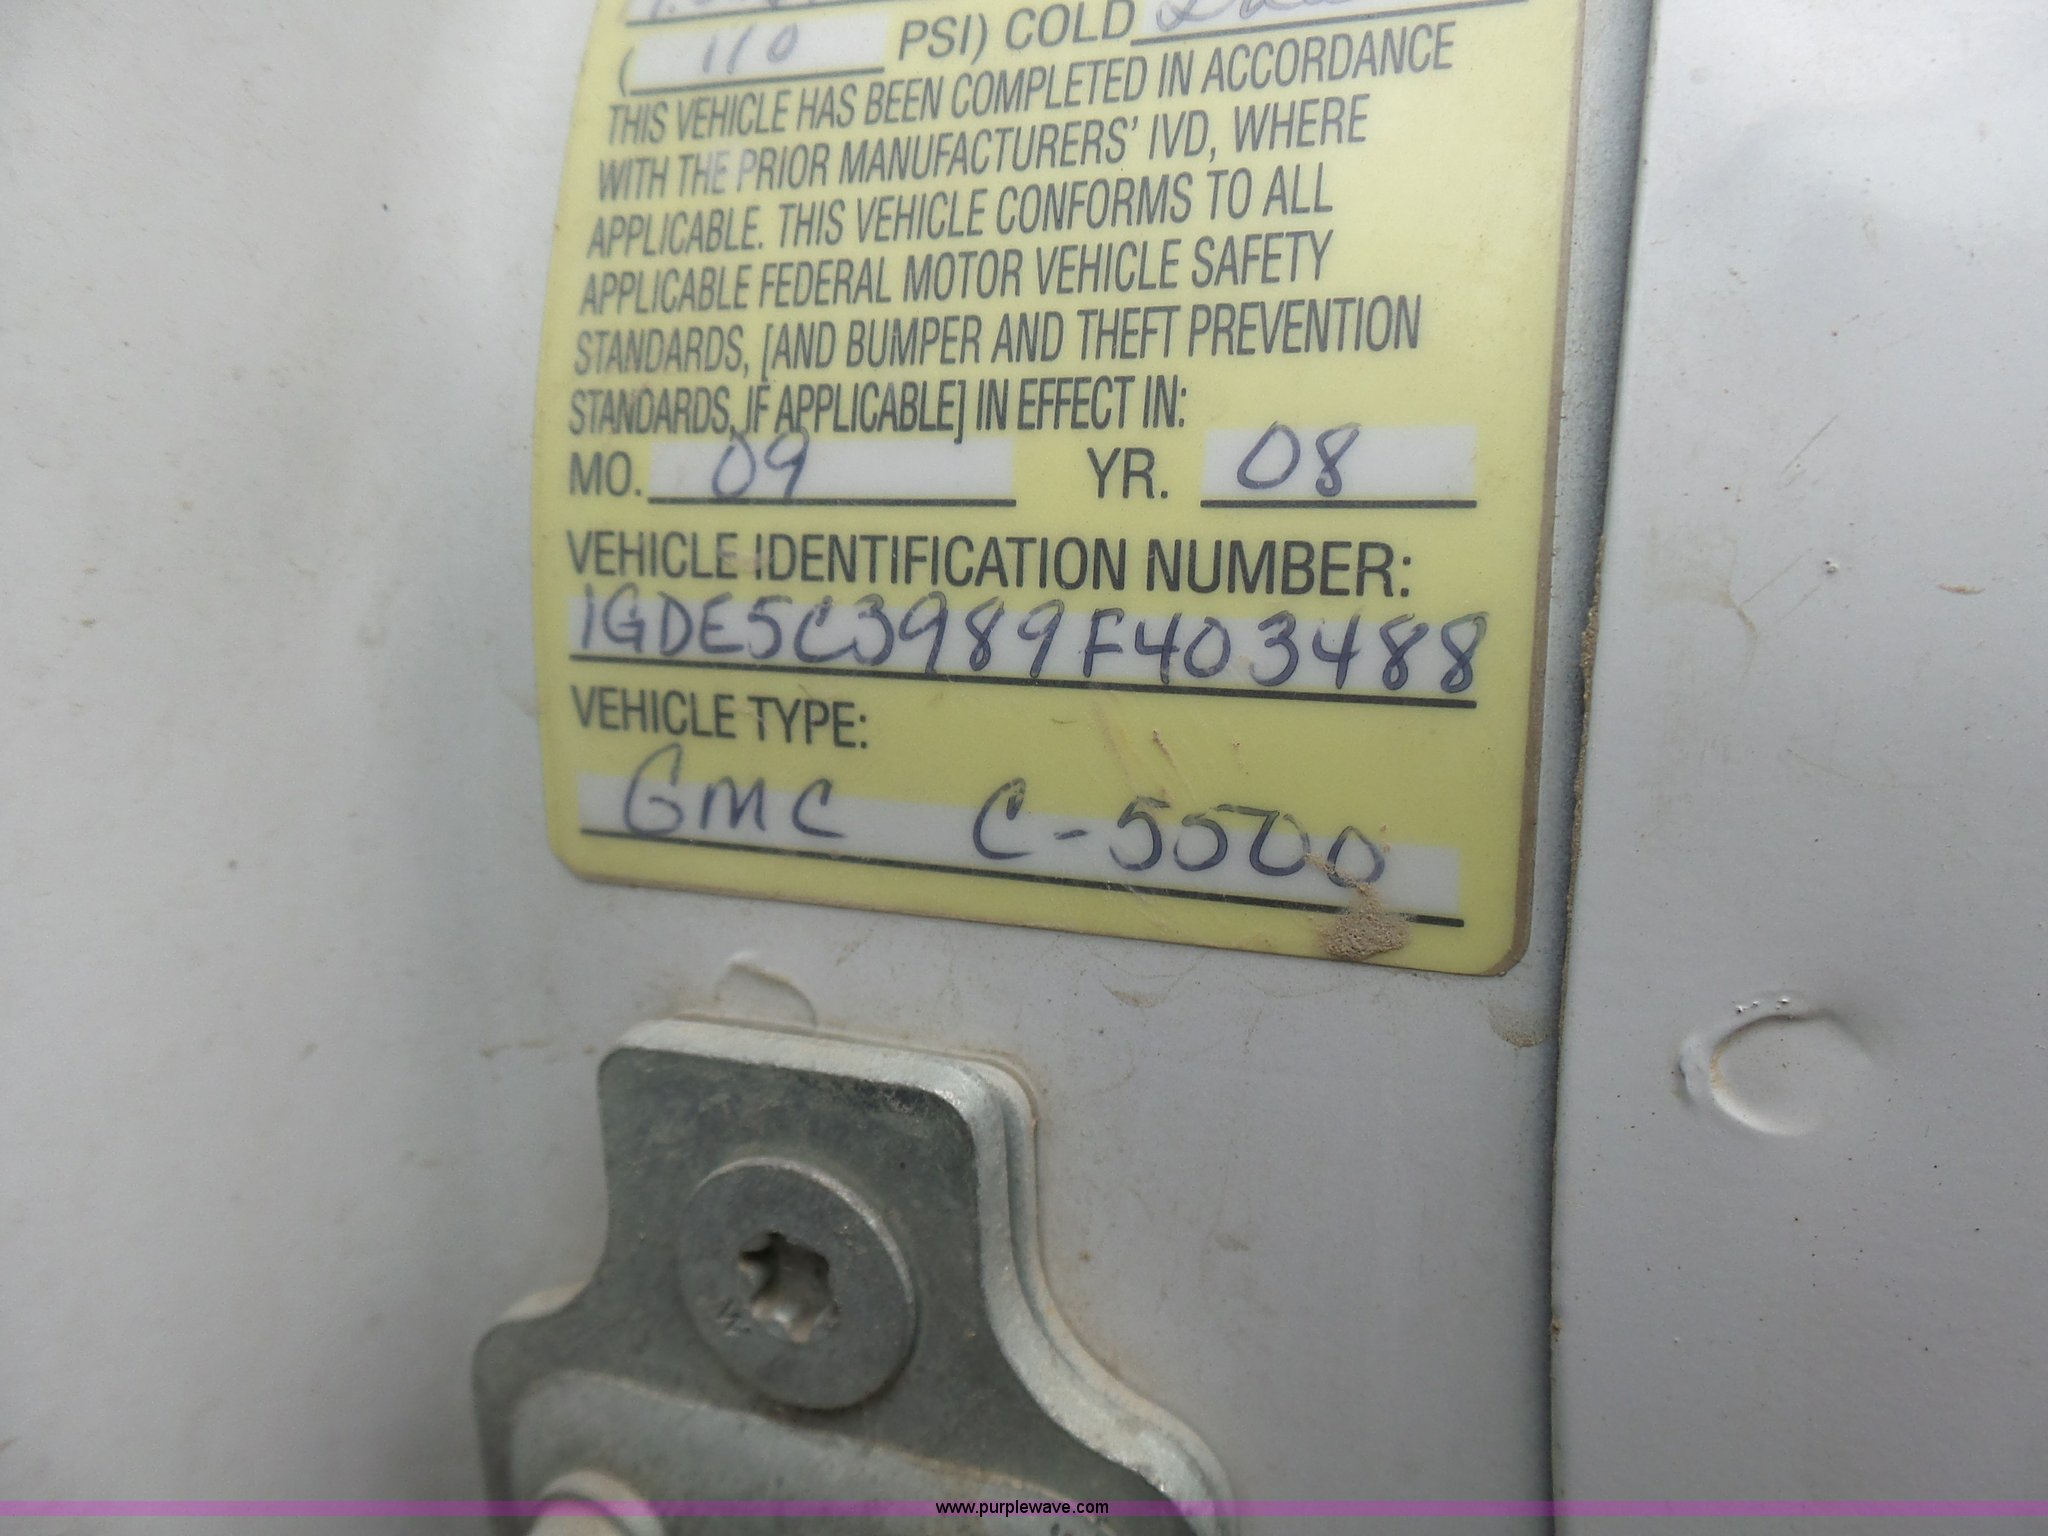 ( 110 PSI) COLD
THIS VEHICLE HAS BEEN COMPLETED IN ACCORDANCE
WITH THE PRIOR MANUFACTURERS' IVD, WHERE
APPLICABLE. THIS VEHICLE CONFORMS TO ALL
APPLICABLE FEDERAL MOTOR VEHICLE SAFETY
STANDARDS, [AND BUMPER AND THEFT PREVENTION
STANDARDS, IF APPLICABLE] IN EFFECT IN:
MO. 09 YR. 08
VEHICLE IDENTIFICATION NUMBER:
1GDE5C3989F403488
VEHICLE TYPE:
GMC C-5500
www.purplewave.com